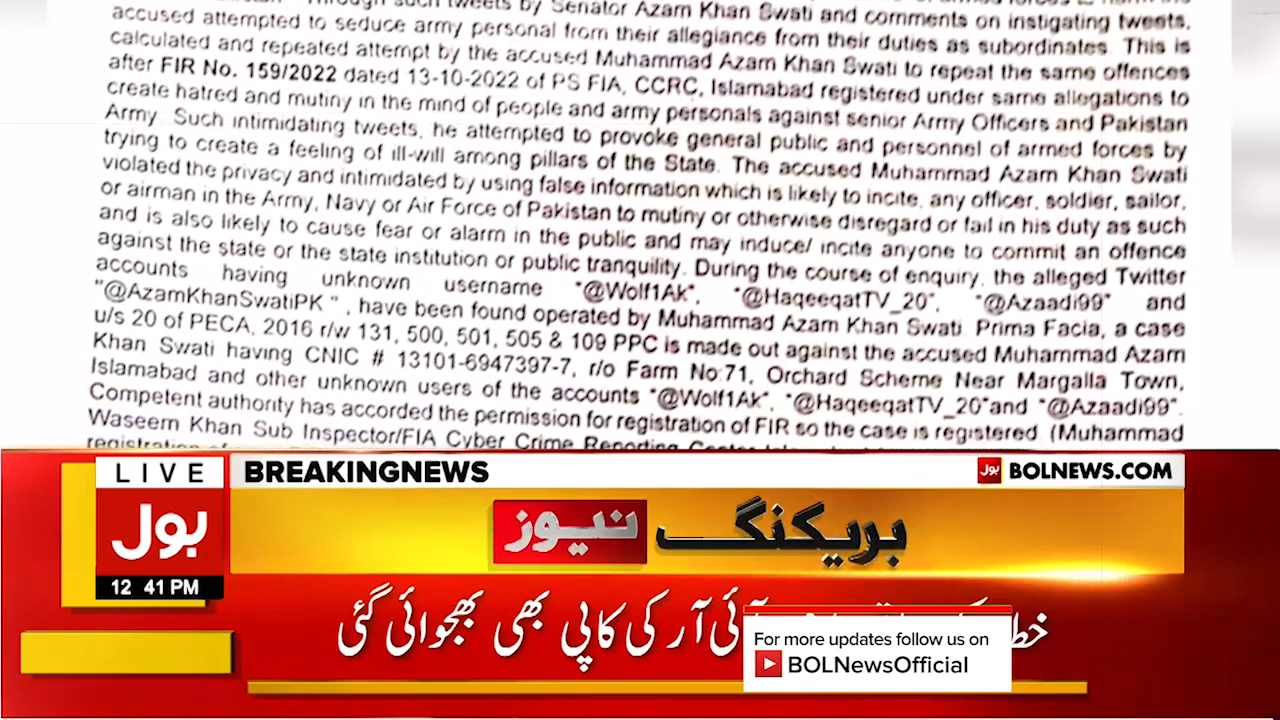 tweets by Senator Azam Khan Swati and comments on instigating tweets,
accused attempted to seduce army personal from their allegiance from their duties as subordinates. This is
calculated and repeated attempt by the accused Muhammad Azam Khan Swati to repeat the same offences
after FIR No. 159/2022 dated 13-10-2022 of PS FIA, CCRC, Islamabad registered under same allegations to
create hatred and mutiny in the mind of people and army personals against senior Army Officers and Pakistan
Army. Such intimidating tweets, he attempted to provoke general public and personnel of armed forces by
trying to create a feeling of ill-will among pillars of the State. The accused Muhammad Azam Khan Swati
violated the privacy and intimidated by using false information which is likely to incite, any officer, soldier, sailor,
or airman in the Army, Navy or Air Force of Pakistan to mutiny or otherwise disregard or fail in his duty as such
and is also likely to cause fear or alarm in the public and may induce/ incite anyone to commit an offence
against the state or the state institution or public tranquility. During the course of enquiry, the alleged Twitter
accounts having unknown username "@Wolf1Ak", "@HaqeeqatTV_20", "@Azaadi99" and
"@AzamKhanSwatiPK" , have been found operated by Muhammad Azam Khan Swati. Prima Facia, a case
u/s 20 of PECA, 2016 r/w 131, 500, 501, 505 & 109 PPC is made out against the accused Muhammad Azam
Khan Swati having CNIC # 13101-6947397-7, r/o Farm No:71, Orchard Scheme Near Margalla Town,
Islamabad and other unknown users of the accounts "@Wolf1Ak", "@HaqeeqatTV_20"and "@Azaadi99".
Competent authority has accorded the permission for registration of FIR so the case is registered. (Muhammad
Waseem Khan Sub Inspector/FIA Cyber Crime Reporting
LIVE
BREAKINGNEWS
بول BOLNEWS.COM
بول
بریکنگ نیوز
12 41 PM
آئی آر کی کاپی بھی بھجوائی گئی
For more updates follow us on
BOLNewsOfficial